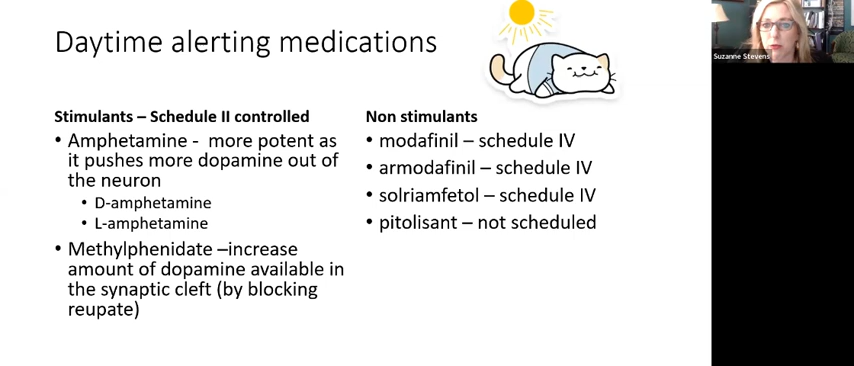 Daytime alerting medications
Stimulants – Schedule II controlled
• Amphetamine - more potent as
it pushes more dopamine out of
the neuron
• D-amphetamine
• L-amphetamine
• Methylphenidate –increase
amount of dopamine available in
the synaptic cleft (by blocking
reupate)
Non stimulants
• modafinil – schedule IV
• armodafinil – schedule IV
• solriamfetol – schedule IV
• pitolisant – not scheduled
Suzanne Stevens